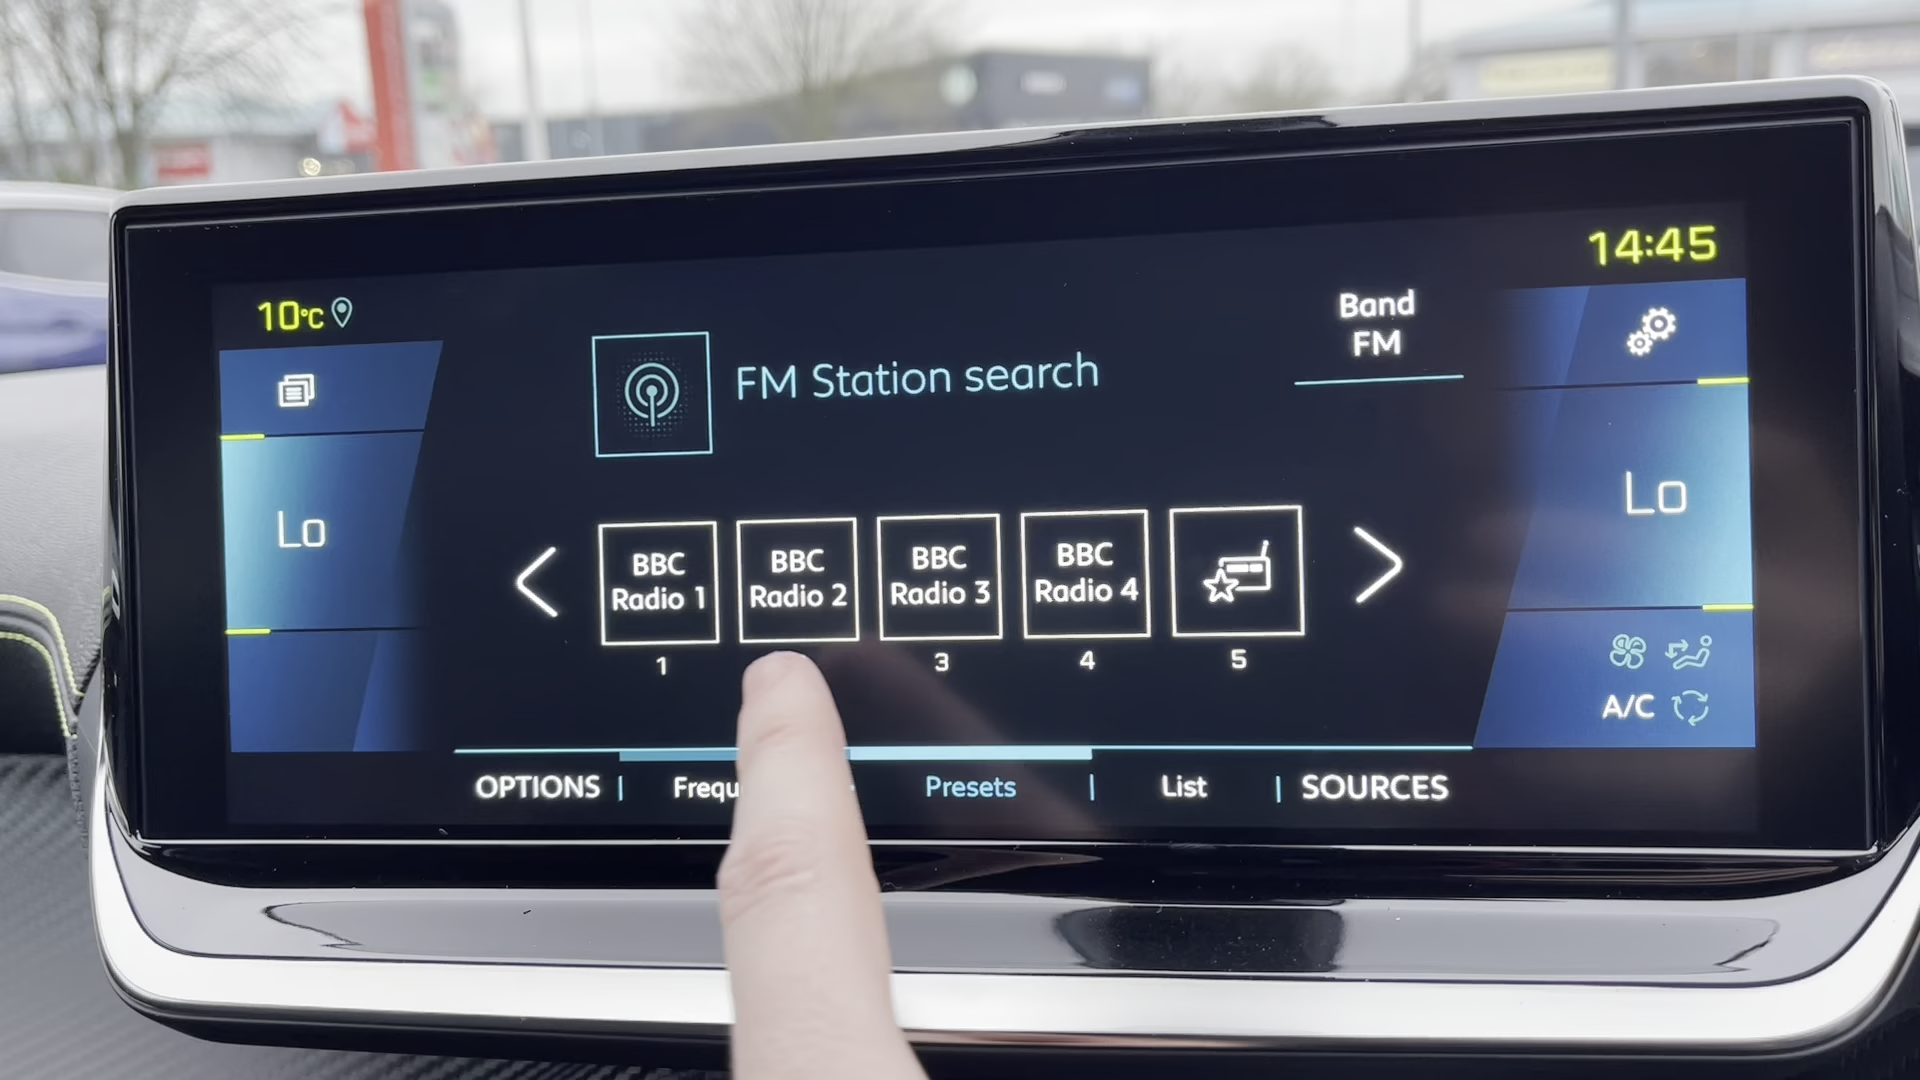 14:45
10°C
Band
FM
FM Station search
Lo
Lo
BBC
Radio 1
BBC
Radio 2
BBC
Radio 3
BBC
Radio 4
1
3
4
5
A/C
OPTIONS
Presets
List
SOURCES